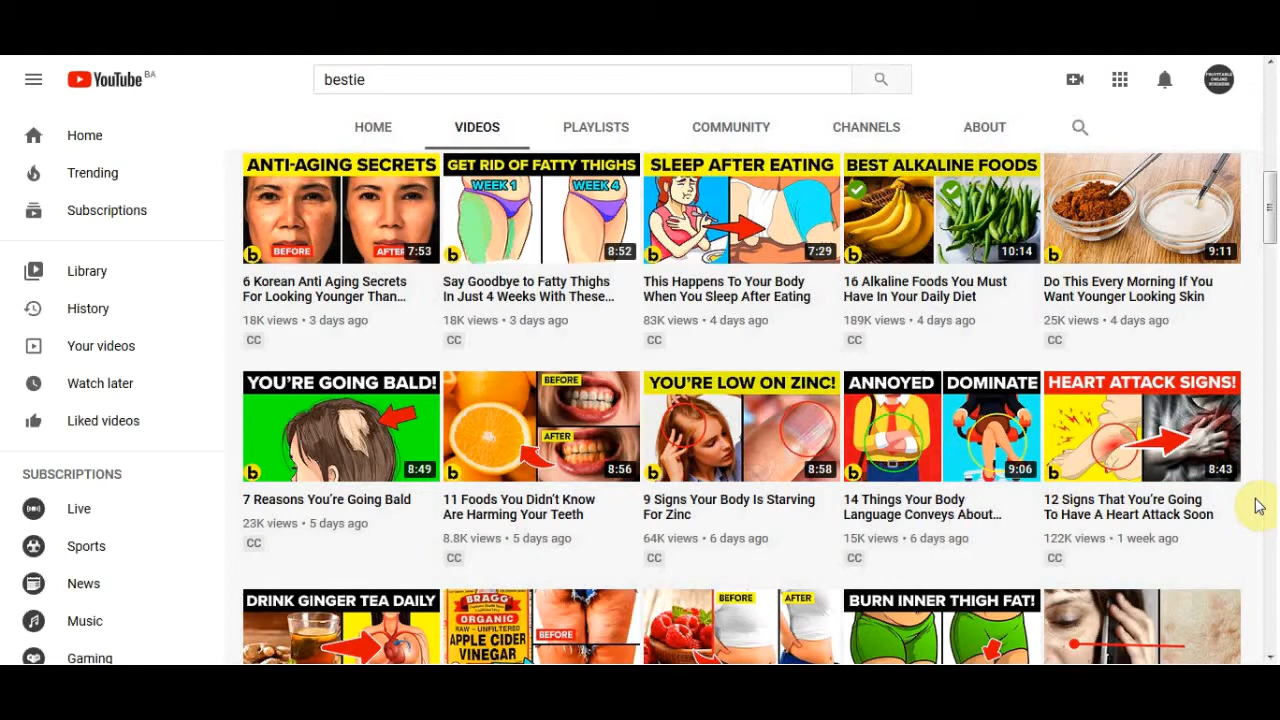 YouTube BA
bestie
HOME VIDEOS PLAYLISTS COMMUNITY CHANNELS ABOUT
Home
Trending
Subscriptions
Library
History
Your videos
Watch later
Liked videos
SUBSCRIPTIONS
Live
Sports
News
Music
Gaming
ANTI-AGING SECRETS
BEFORE
AFTER
7:53
6 Korean Anti Aging Secrets
For Looking Younger Than...
18K views • 3 days ago
CC
GET RID OF FATTY THIGHS
WEEK 1
WEEK 4
8:52
Say Goodbye to Fatty Thighs
In Just 4 Weeks With These...
18K views • 3 days ago
CC
SLEEP AFTER EATING
7:29
This Happens To Your Body
When You Sleep After Eating
83K views • 4 days ago
CC
BEST ALKALINE FOODS
10:14
16 Alkaline Foods You Must
Have In Your Daily Diet
189K views • 4 days ago
CC
9:11
Do This Every Morning If You
Want Younger Looking Skin
25K views • 4 days ago
CC
YOU'RE GOING BALD!
8:49
7 Reasons You're Going Bald
23K views • 5 days ago
CC
BEFORE
AFTER
8:56
11 Foods You Didn't Know
Are Harming Your Teeth
8.8K views • 5 days ago
CC
YOU'RE LOW ON ZINC!
8:58
9 Signs Your Body Is Starving
For Zinc
64K views • 6 days ago
CC
ANNOYED DOMINATE
9:06
14 Things Your Body
Language Conveys About...
15K views • 6 days ago
CC
HEART ATTACK SIGNS!
8:43
12 Signs That You're Going
To Have A Heart Attack Soon
122K views • 1 week ago
CC
DRINK GINGER TEA DAILY
BRAGG
ORGANIC
RAW - UNFILTERED
APPLE CIDER
VINEGAR
BEFORE
BEFORE
AFTER
BURN INNER THIGH FAT!